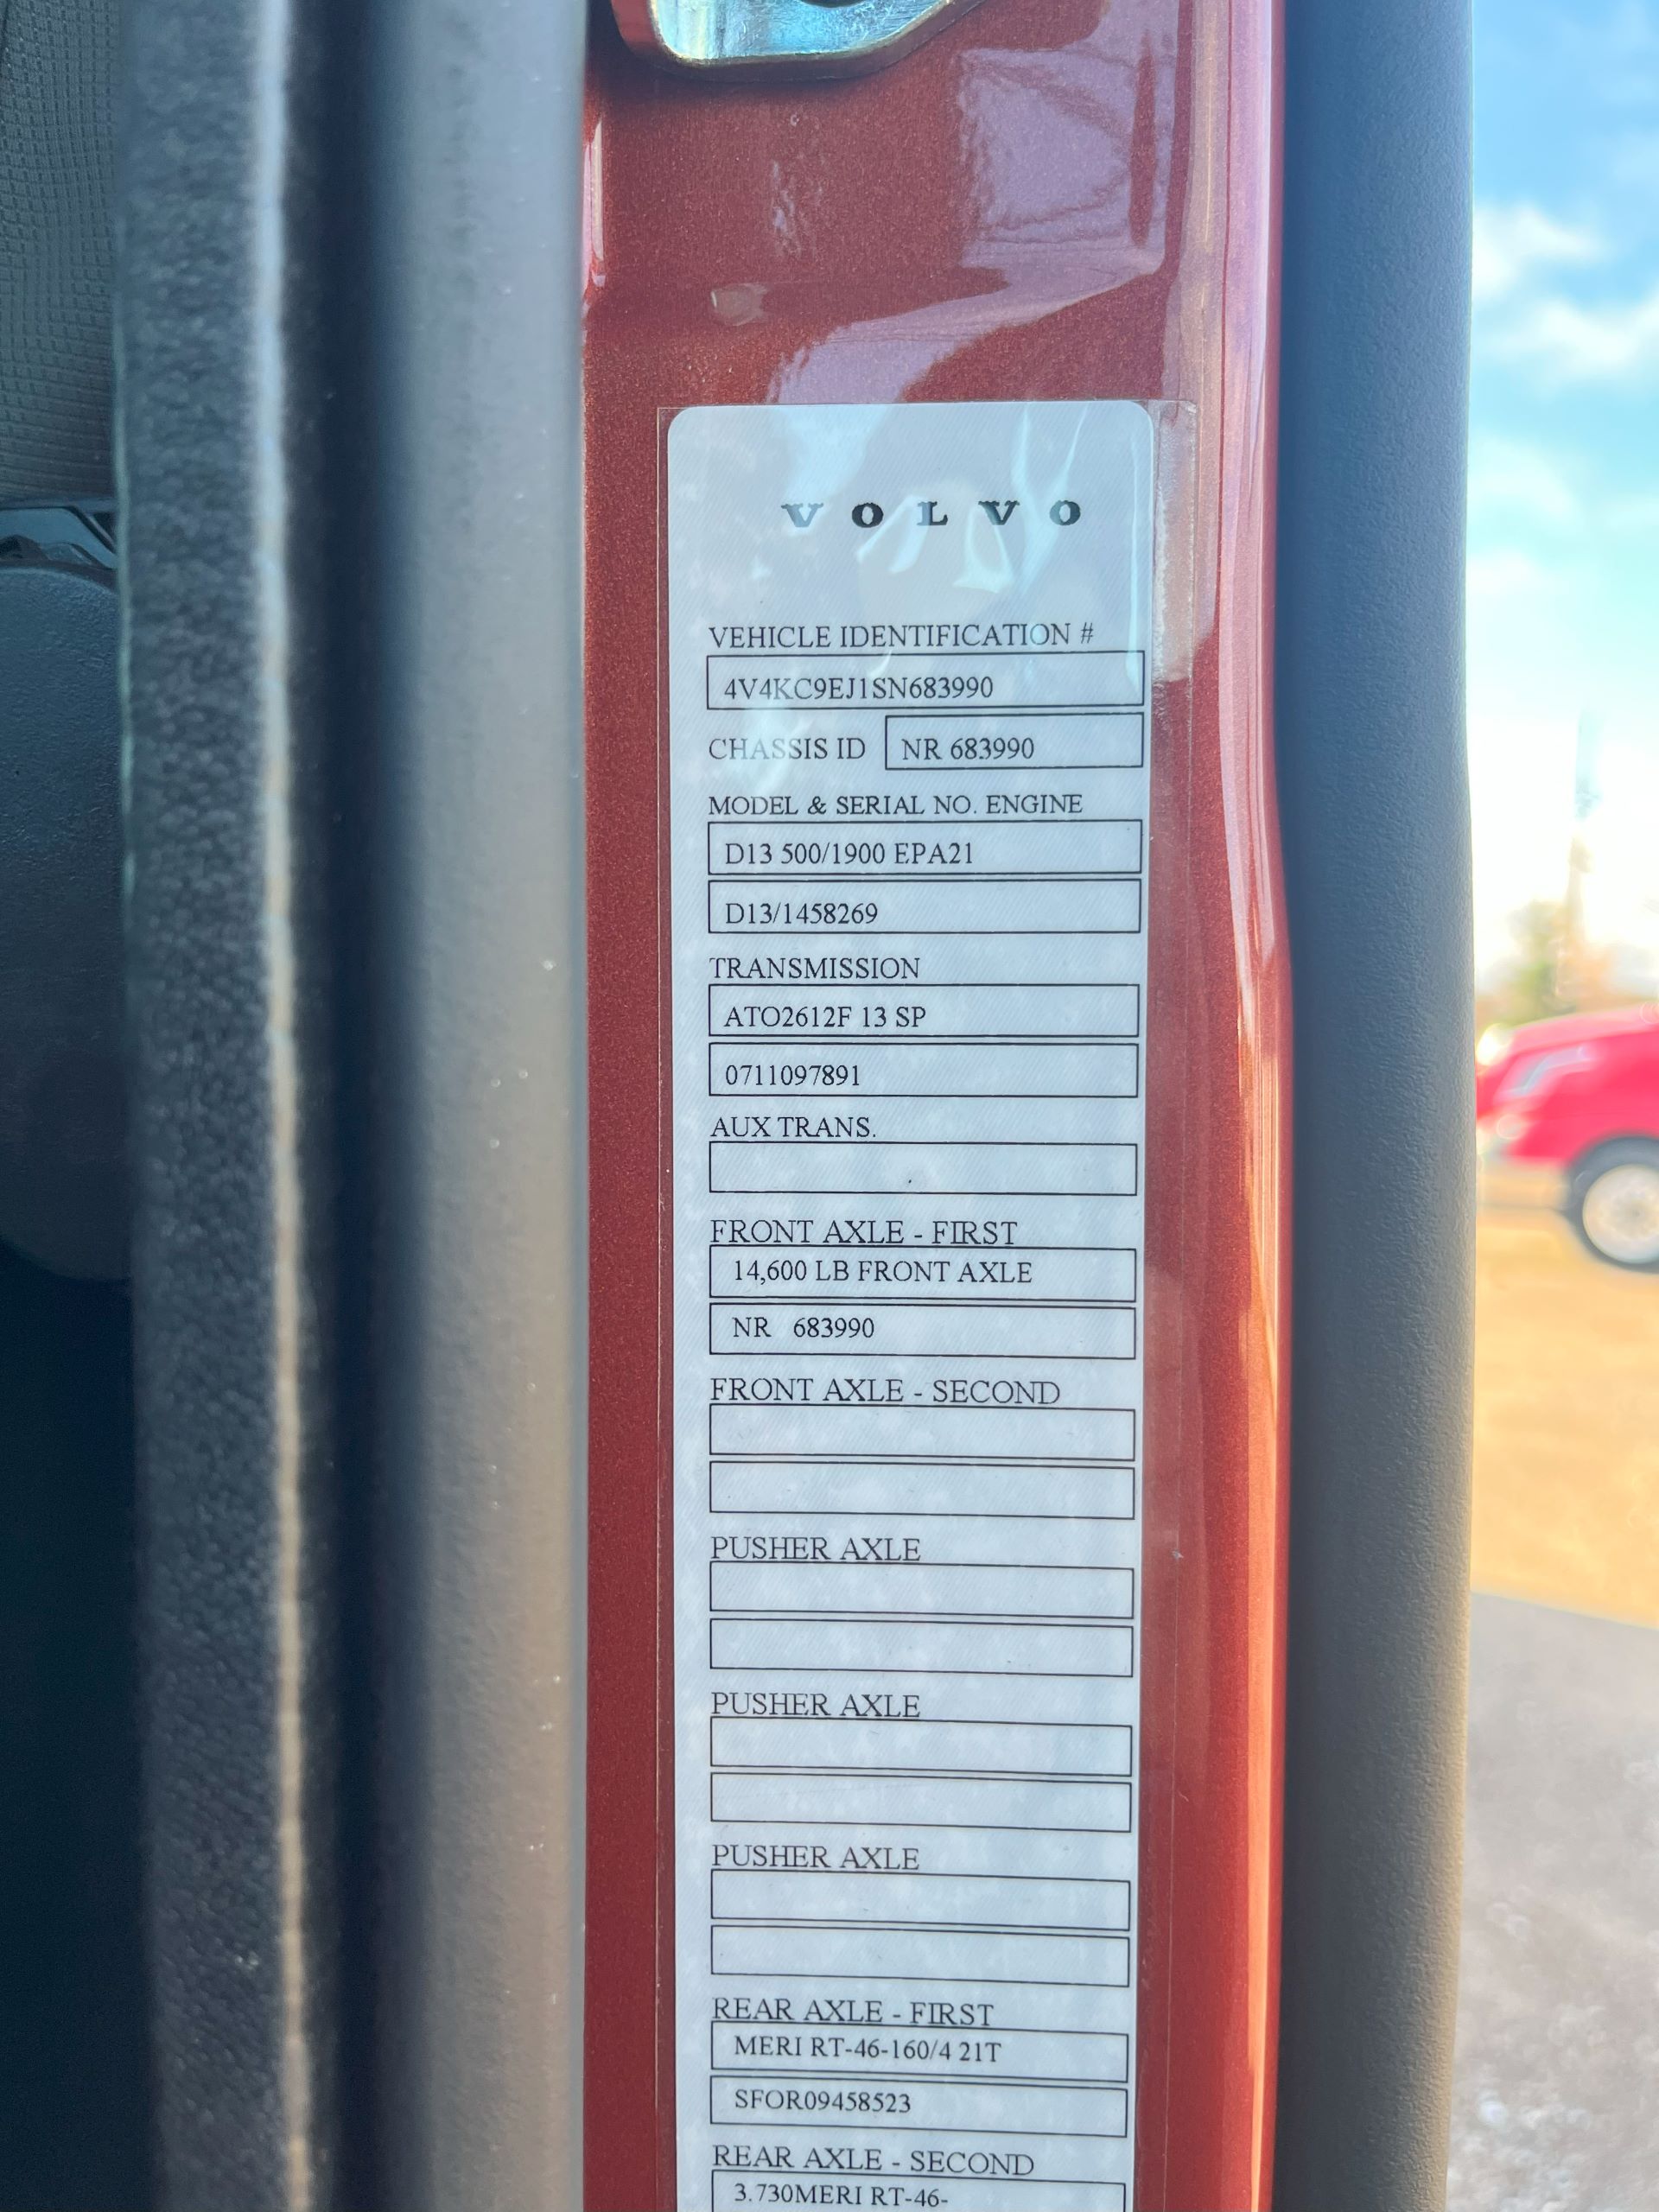 VOLVO
VEHICLE IDENTIFICATION #
4V4KC9EJ1SN683990
CHASSIS ID NR 683990
MODEL & SERIAL NO. ENGINE
D13 500/1900 EPA21
D13/1458269
TRANSMISSION
ATO2612F 13 SP
0711097891
AUX TRANS.
FRONT AXLE - FIRST
14,600 LB FRONT AXLE
NR 683990
FRONT AXLE - SECOND
PUSHER AXLE
PUSHER AXLE
PUSHER AXLE
REAR AXLE - FIRST
MERI RT-46-160/4 21T
SFOR09458523
REAR AXLE - SECOND
3.730MERI RT-46-